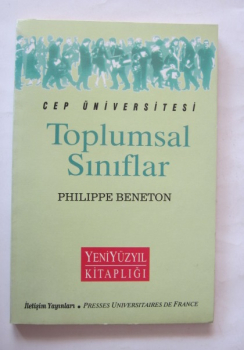 CEP ÜNİVERSİTESİ
Toplumsal
Sınıflar
PHILIPPE BENETON
YENİYÜZYIL
KİTAPLIĞI
İletişim Yayınları • PRESSES UNIVERSITAIRES DE FRANCE